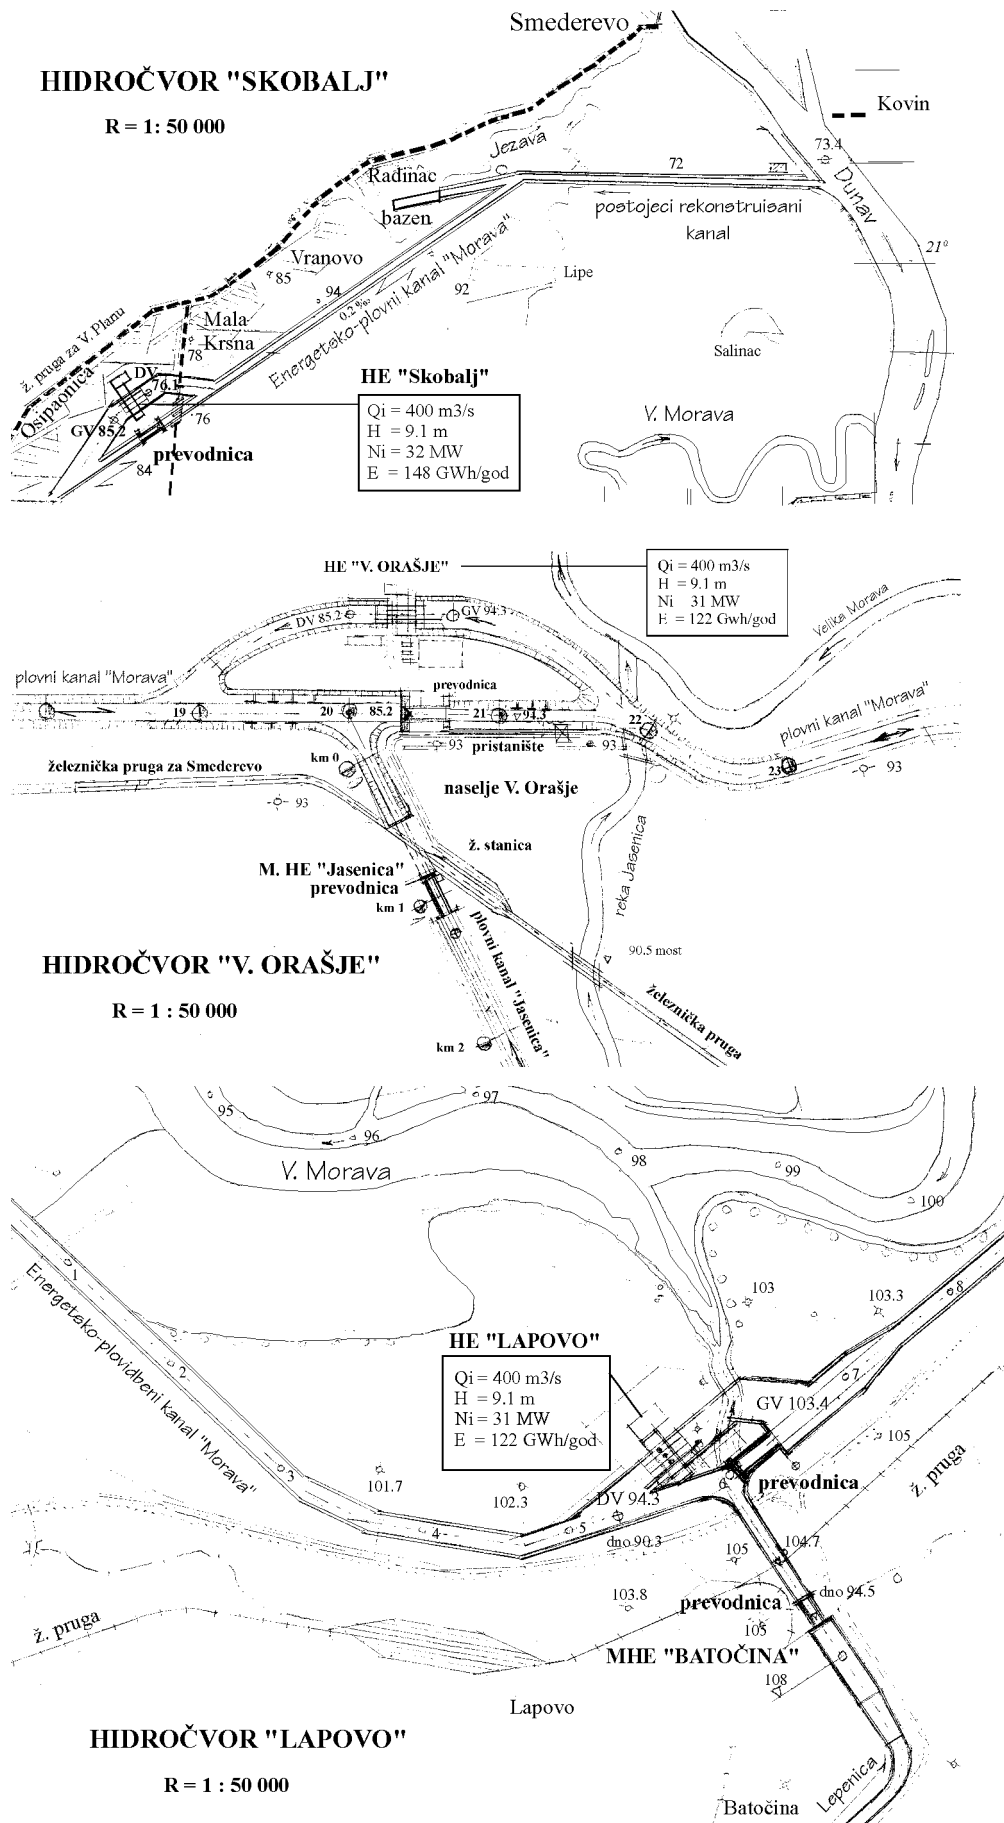 Smederevo
HIDROČVOR "SKOBALJ"
R = 1: 50 000
Kovin
Jezava
73.4
72
Dunav
Radinac
bazen
postojeci rekonstruisani
kanal
21⁰
Vranovo
85
94
0.2 ‰
92
Lipe
Energetsko-plovni kanal "Morava"
Mala
Krsna
78
Salinac
ž. pruga za V. Planu
DV
76.1
Osipaonica
GV 85.2
76
prevodnica
84
HE "Skobalj"
Qi = 400 m3/s
H = 9.1 m
Ni = 32 MW
E = 148 GWh/god
V. Morava
HE "V. ORAŠJE"
Qi = 400 m3/s
H = 9.1 m
Ni 31 MW
E = 122 Gwh/god
Velika Morava
DV 85.2
GV 94.3
plovni kanal "Morava"
prevodnica
plovni kanal "Morava"
19
20
85.2
21
94.3
22
93
pristanište
93
23
93
km 0
železnička pruga za Smederevo
93
naselje V. Orašje
ž. stanica
M. HE "Jasenica"
prevodnica
km 1
reka Jasenica
plovni kanal "Jasenica"
90.5 most
HIDROČVOR "V. ORAŠJE"
R = 1 : 50 000
km 2
železnička pruga
95
97
96
98
99
100
V. Morava
1
Energetsko-plovidbeni kanal "Morava"
2
3
4
5
103
103.3
8
7
HE "LAPOVO"
Qi = 400 m3/s
H = 9.1 m
Ni = 31 MW
E = 122 GWh/god
GV 103.4
105
ž. pruga
101.7
102.3
DV 94.3
6
prevodnica
dno 90.3
105
104.7
103.8
prevodnica
dno 94.5
105
ž. pruga
MHE "BATOČINA"
108
Lapovo
HIDROČVOR "LAPOVO"
R = 1 : 50 000
Lepenica
Batočina